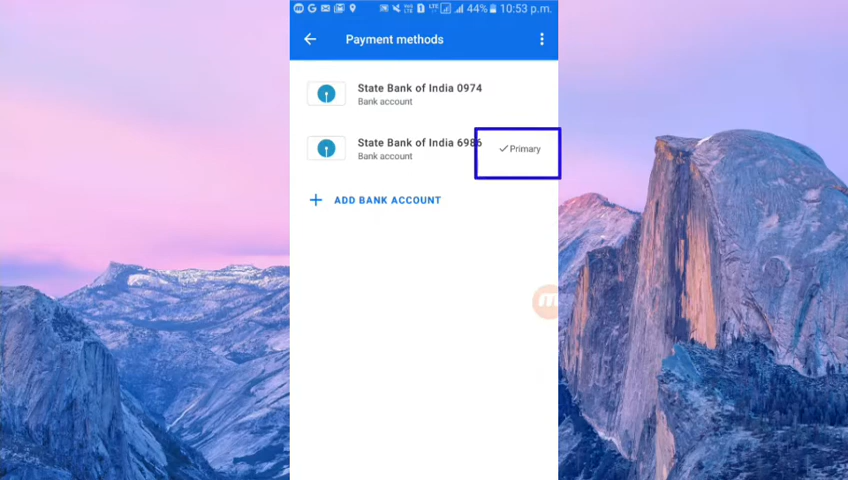 44% 10:53 p.m.
Payment methods
State Bank of India 0974
Bank account
State Bank of India 6986
Bank account
Primary
ADD BANK ACCOUNT